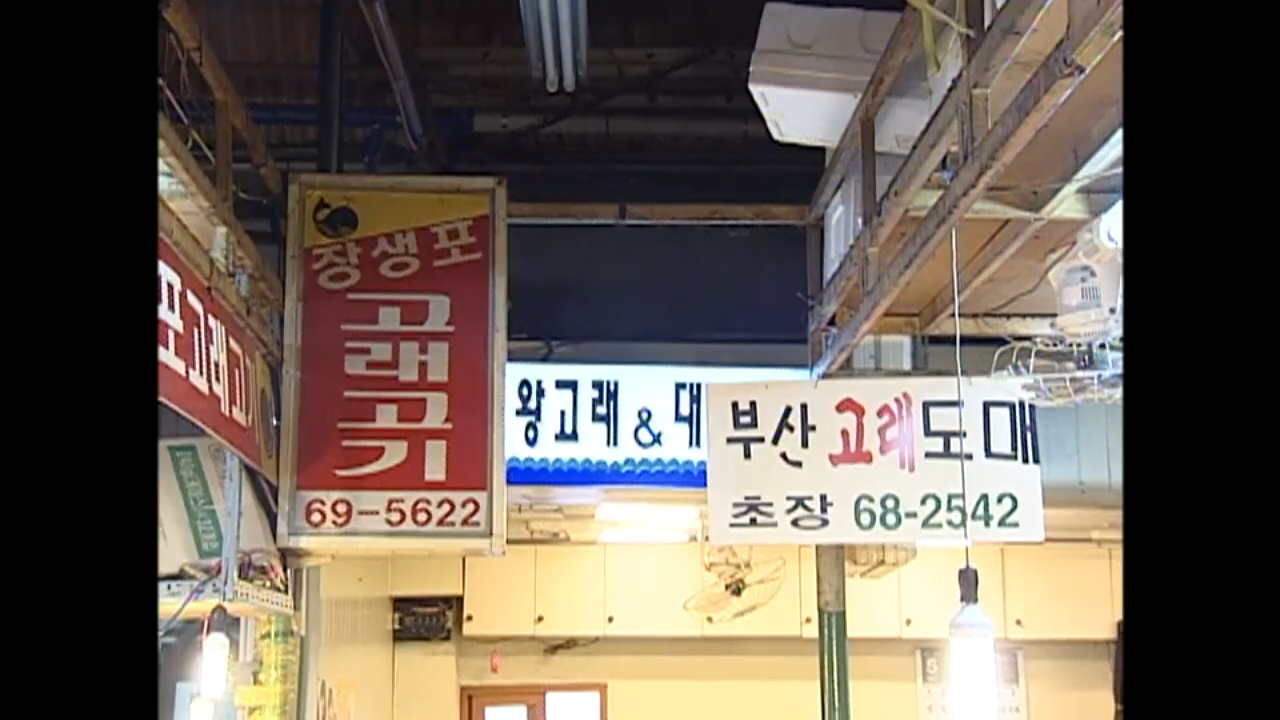 장생포
고래고기
69-5622
포고래고기
왕고래 & 대
부산 고래도매
초장 68-2542